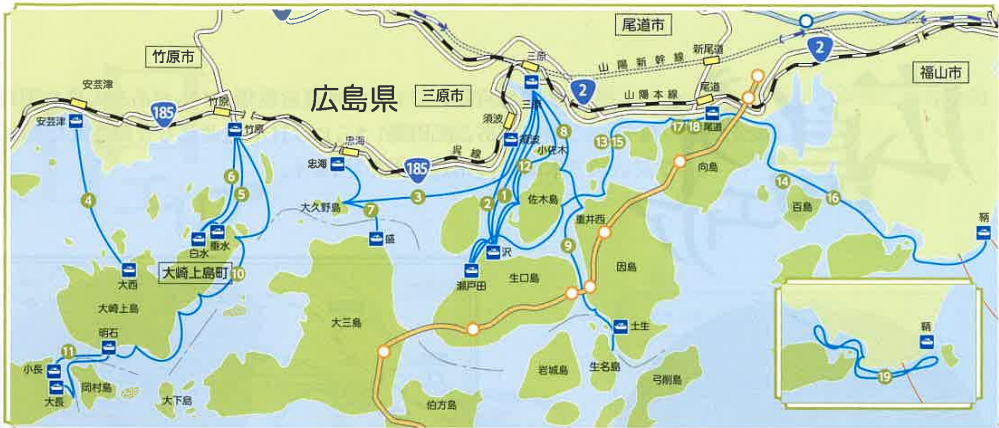 尾道市
2
竹原市
三原
山陽新幹線
新尾道
福山市
安芸津
広島県
三原市
2
山陽本線
尾道
185
竹原
三原
安芸津
須波
8
17
18
尾道
竹原
須波
小佐木
13
15
忠海
呉線
12
忠海
185
向島
6
5
14
4
大久野島
3
2
1
佐木島
百島
16
7
重井西
鞆
白水
垂水
盛
沢
9
大崎上島町
10
瀬戸田
生口島
因島
大西
大崎上島
大三島
土生
鞆
明石
11
小長
岡村島
岩城島
生名島
弓削島
19
大長
大下島
伯方島